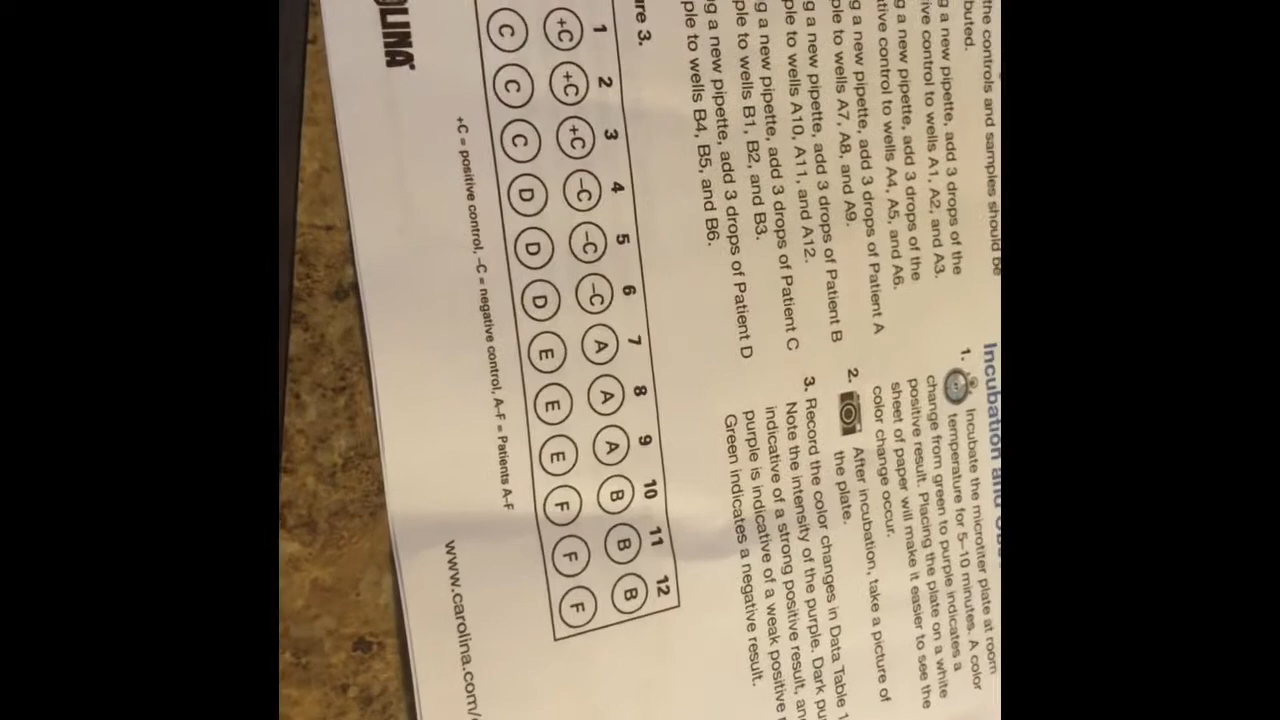 the controls and samples should be
buted.
g a new pipette, add 3 drops of the
ive control to wells A1, A2, and A3.
g a new pipette, add 3 drops of the
tive control to wells A4, A5, and A6.
g a new pipette, add 3 drops of Patient A
ple to wells A7, A8, and A9.
g a new pipette, add 3 drops of Patient B
ple to wells A10, A11, and A12.
g a new pipette, add 3 drops of Patient C
ple to wells B1, B2, and B3.
ng a new pipette, add 3 drops of Patient D
ple to wells B4, B5, and B6.
Incubation and
1. Incubate the microtiter plate at room
temperature for 5–10 minutes. A color
change from green to purple indicates a
positive result. Placing the plate on a white
sheet of paper will make it easier to see the
color change occur.
2. After incubation, take a picture of
the plate.
3. Record the color changes in Data Table 1
Note the intensity of the purple. Dark pu
indicative of a strong positive result, an
purple is indicative of a weak positive r
Green indicates a negative result.
ure 3.
1 2 3 4 5 6 7 8 9 10 11 12
+C +C +C –C –C –C A A A B B B
C C C D D D E E E F F F
+C = positive control, –C = negative control, A–F = Patients A–F
OLINA®
www.carolina.com/